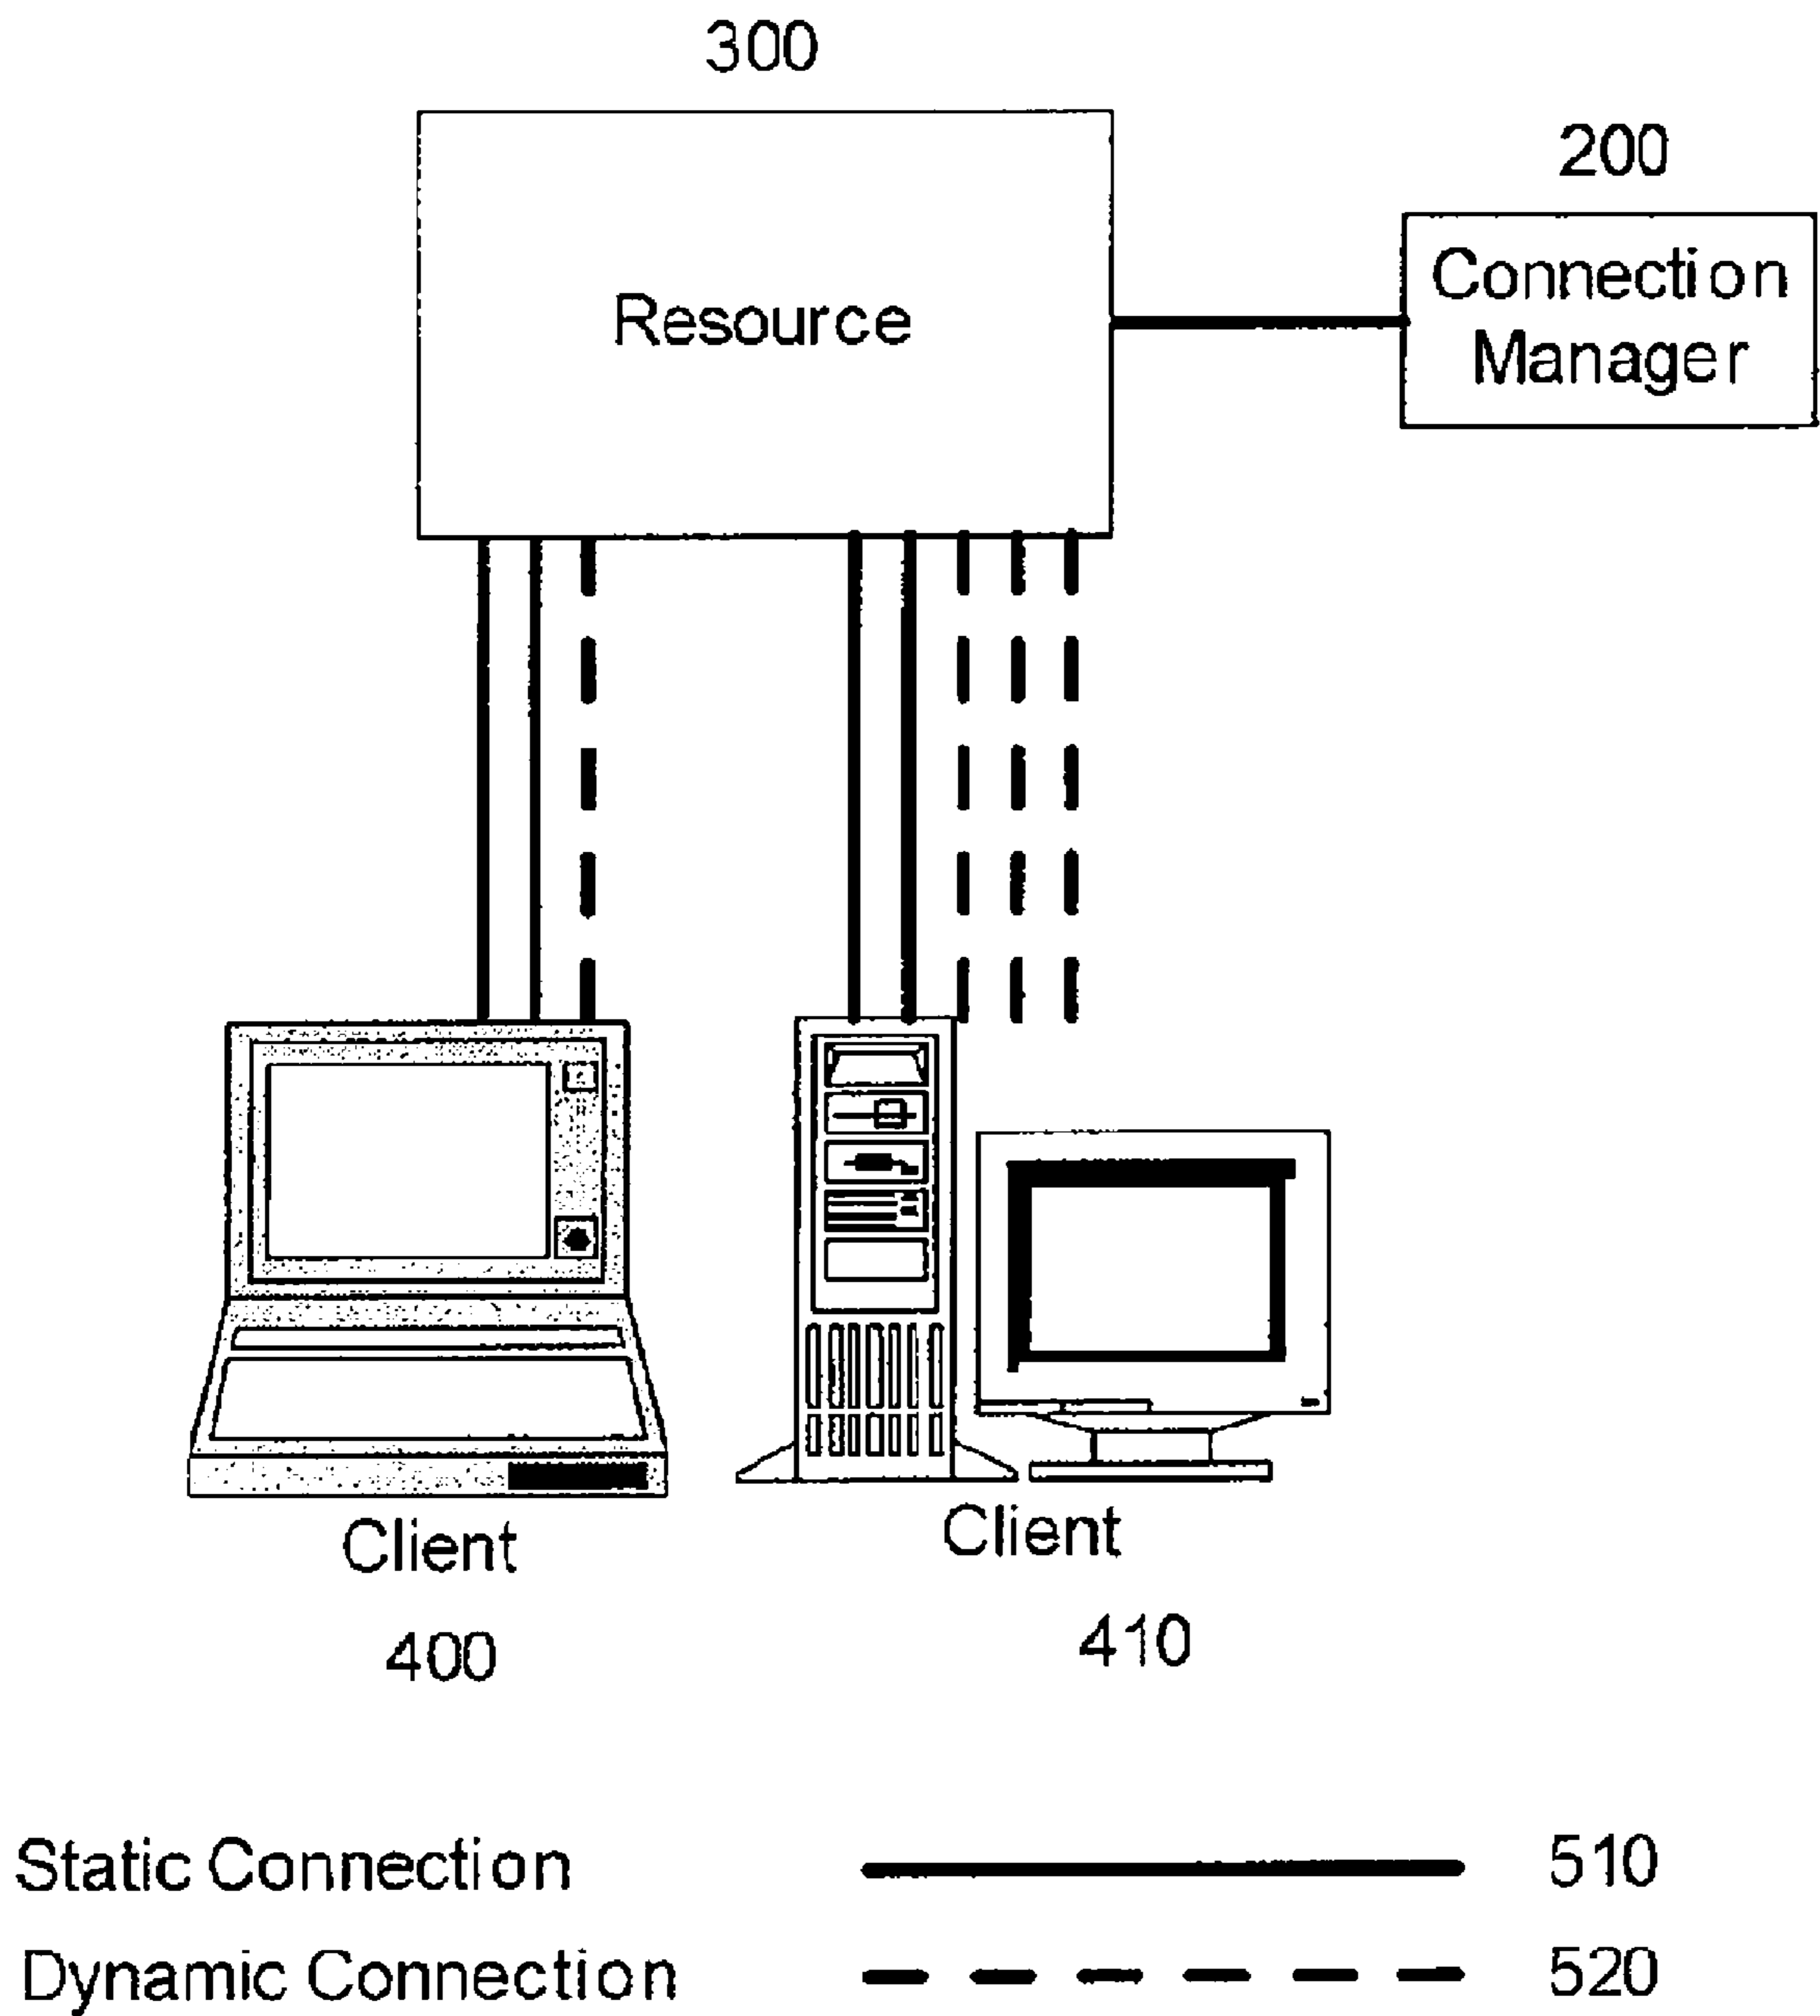 300
200
Resource
Connection
Manager
Client
Client
400
410
Static Connection 510
Dynamic Connection 520